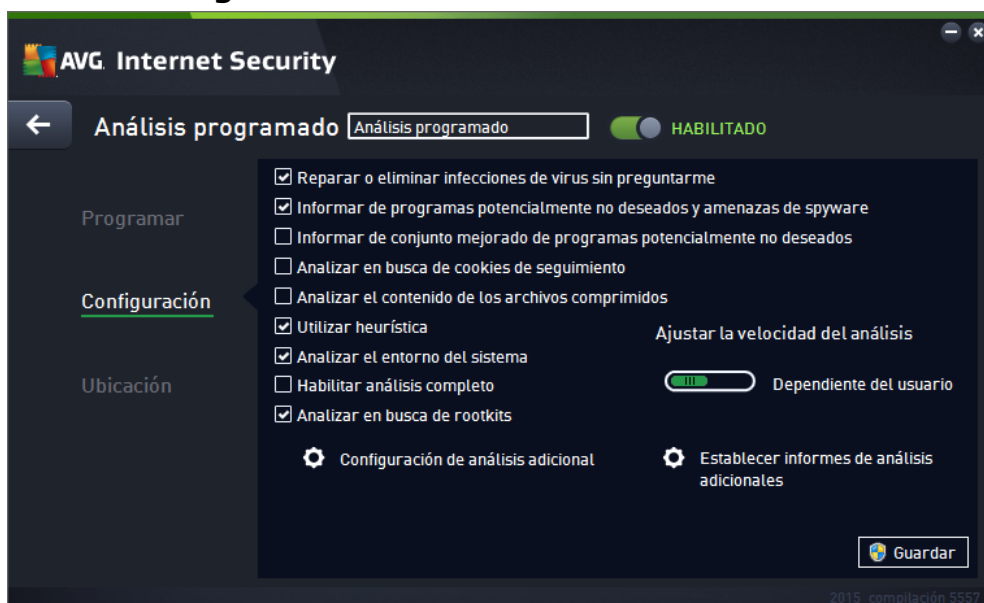 AVG. Internet Security
Análisis programado
Análisis programado
HABILITADO
Programar
Configuración
Ubicación
Reparar o eliminar infecciones de virus sin preguntarme
Informar de programas potencialmente no deseados y amenazas de spyware
Informar de conjunto mejorado de programas potencialmente no deseados
Analizar en busca de cookies de seguimiento
Analizar el contenido de los archivos comprimidos
Utilizar heurística
Analizar el entorno del sistema
Habilitar análisis completo
Analizar en busca de rootkits
Ajustar la velocidad del análisis
Dependiente del usuario
Configuración de análisis adicional
Establecer informes de análisis
adicionales
Guardar
2015 compilación 5557